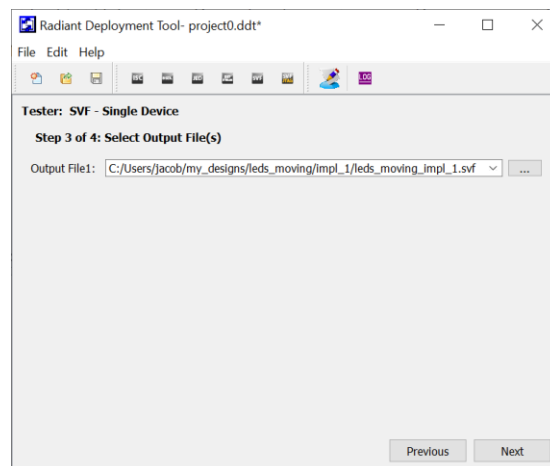 Radiant Deployment Tool- project0.ddt*
File Edit Help
LOG
Tester: SVF - Single Device
Step 3 of 4: Select Output File(s)
Output File1: C:/Users/jacob/my_designs/leds_moving/impl_1/leds_moving_impl_1.svf ...
Previous Next